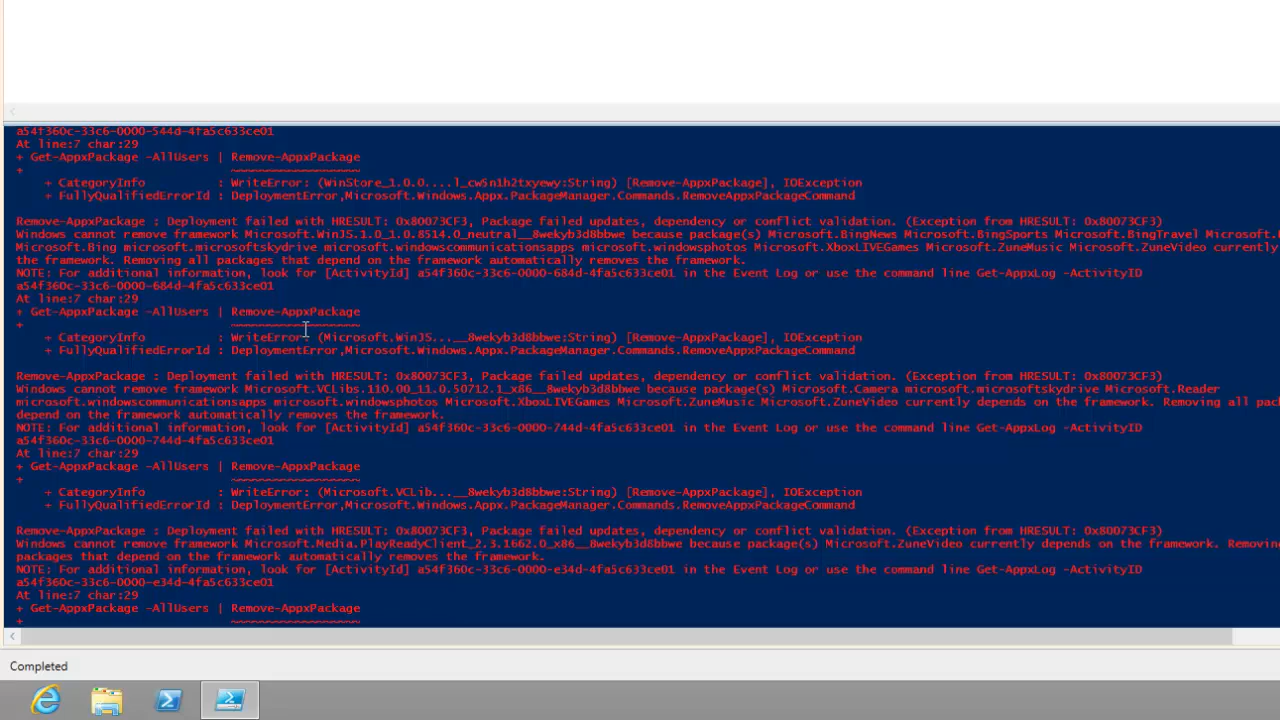 a54f360c-33c6-0000-544d-4fa5c633ce01
At line:7 char:29
+ Get-AppxPackage -AllUsers | Remove-AppxPackage
+                             ~~~~~~~~~~~~~~~~~~
    + CategoryInfo          : WriteError: (WinStore_1.0.0....l_cw5n1h2txyewy:String) [Remove-AppxPackage], IOException
    + FullyQualifiedErrorId : DeploymentError,Microsoft.Windows.Appx.PackageManager.Commands.RemoveAppxPackageCommand
Remove-AppxPackage : Deployment failed with HRESULT: 0x80073CF3, Package failed updates, dependency or conflict validation. (Exception from HRESULT: 0x80073CF3)
Windows cannot remove framework Microsoft.WinJS.1.0_1.0.8514.0_neutral__8wekyb3d8bbwe because package(s) Microsoft.BingNews Microsoft.BingSports Microsoft.BingTravel Microsoft.
Microsoft.Bing microsoft.microsoftskydrive microsoft.windowscommunicationsapps microsoft.windowsphotos Microsoft.XboxLIVEGames Microsoft.ZuneMusic Microsoft.ZuneVideo currently
the framework. Removing all packages that depend on the framework automatically removes the framework.
NOTE: For additional information, look for [ActivityId] a54f360c-33c6-0000-684d-4fa5c633ce01 in the Event Log or use the command line Get-AppxLog -ActivityID
a54f360c-33c6-0000-684d-4fa5c633ce01
At line:7 char:29
+ Get-AppxPackage -AllUsers | Remove-AppxPackage
+                             ~~~~~~~~~~~~~~~~~~
    + CategoryInfo          : WriteError: (Microsoft.WinJS...__8wekyb3d8bbwe:String) [Remove-AppxPackage], IOException
    + FullyQualifiedErrorId : DeploymentError,Microsoft.Windows.Appx.PackageManager.Commands.RemoveAppxPackageCommand
Remove-AppxPackage : Deployment failed with HRESULT: 0x80073CF3, Package failed updates, dependency or conflict validation. (Exception from HRESULT: 0x80073CF3)
Windows cannot remove framework Microsoft.VCLibs.110.00_11.0.50712.1_x86__8wekyb3d8bbwe because package(s) Microsoft.Camera microsoft.microsoftskydrive Microsoft.Reader
microsoft.windowscommunicationsapps microsoft.windowsphotos Microsoft.XboxLIVEGames Microsoft.ZuneMusic Microsoft.ZuneVideo currently depends on the framework. Removing all pac
depend on the framework automatically removes the framework.
NOTE: For additional information, look for [ActivityId] a54f360c-33c6-0000-744d-4fa5c633ce01 in the Event Log or use the command line Get-AppxLog -ActivityID
a54f360c-33c6-0000-744d-4fa5c633ce01
At line:7 char:29
+ Get-AppxPackage -AllUsers | Remove-AppxPackage
+                             ~~~~~~~~~~~~~~~~~~
    + CategoryInfo          : WriteError: (Microsoft.VCLib...__8wekyb3d8bbwe:String) [Remove-AppxPackage], IOException
    + FullyQualifiedErrorId : DeploymentError,Microsoft.Windows.Appx.PackageManager.Commands.RemoveAppxPackageCommand
Remove-AppxPackage : Deployment failed with HRESULT: 0x80073CF3, Package failed updates, dependency or conflict validation. (Exception from HRESULT: 0x80073CF3)
Windows cannot remove framework Microsoft.Media.PlayReadyClient_2.3.1662.0_x86__8wekyb3d8bbwe because package(s) Microsoft.ZuneVideo currently depends on the framework. Removin
packages that depend on the framework automatically removes the framework.
NOTE: For additional information, look for [ActivityId] a54f360c-33c6-0000-e34d-4fa5c633ce01 in the Event Log or use the command line Get-AppxLog -ActivityID
a54f360c-33c6-0000-e34d-4fa5c633ce01
At line:7 char:29
+ Get-AppxPackage -AllUsers | Remove-AppxPackage
+                             ~~~~~~~~~~~~~~~~~~
Completed